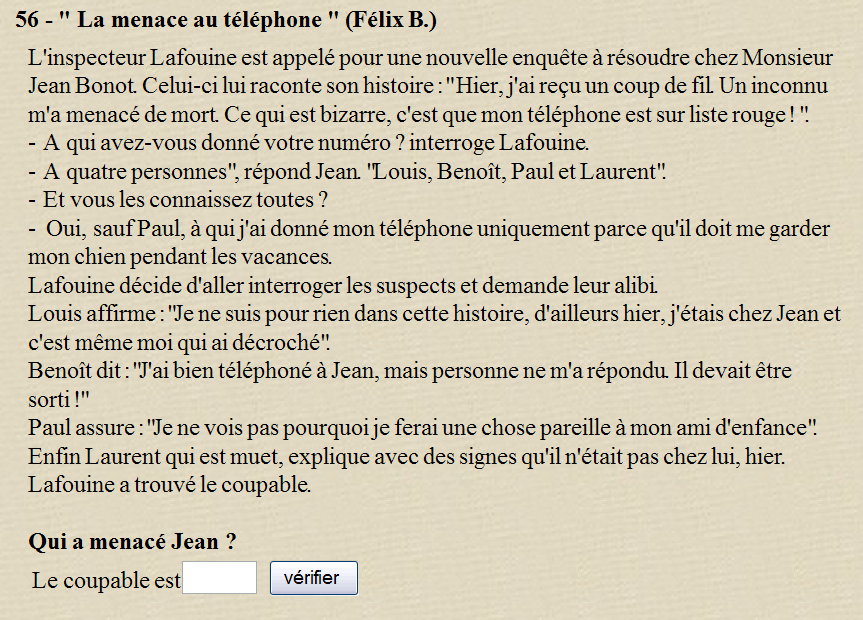 56 - " La menace au téléphone " (Félix B.)
L'inspecteur Lafouine est appelé pour une nouvelle enquête à résoudre chez Monsieur
Jean Bonot. Celui-ci lui raconte son histoire : "Hier, j'ai reçu un coup de fil. Un inconnu
m'a menacé de mort. Ce qui est bizarre, c'est que mon téléphone est sur liste rouge ! ".
- A qui avez-vous donné votre numéro ? interroge Lafouine.
- A quatre personnes", répond Jean. "Louis, Benoît, Paul et Laurent".
- Et vous les connaissez toutes ?
- Oui, sauf Paul, à qui j'ai donné mon téléphone uniquement parce qu'il doit me garder
mon chien pendant les vacances.
Lafouine décide d'aller interroger les suspects et demande leur alibi.
Louis affirme : "Je ne suis pour rien dans cette histoire, d'ailleurs hier, j'étais chez Jean et
c'est même moi qui ai décroché".
Benoît dit : "J'ai bien téléphoné à Jean, mais personne ne m'a répondu. Il devait être
sorti !"
Paul assure : "Je ne vois pas pourquoi je ferai une chose pareille à mon ami d'enfance".
Enfin Laurent qui est muet, explique avec des signes qu'il n'était pas chez lui, hier.
Lafouine a trouvé le coupable.
Qui a menacé Jean ?
Le coupable est vérifier